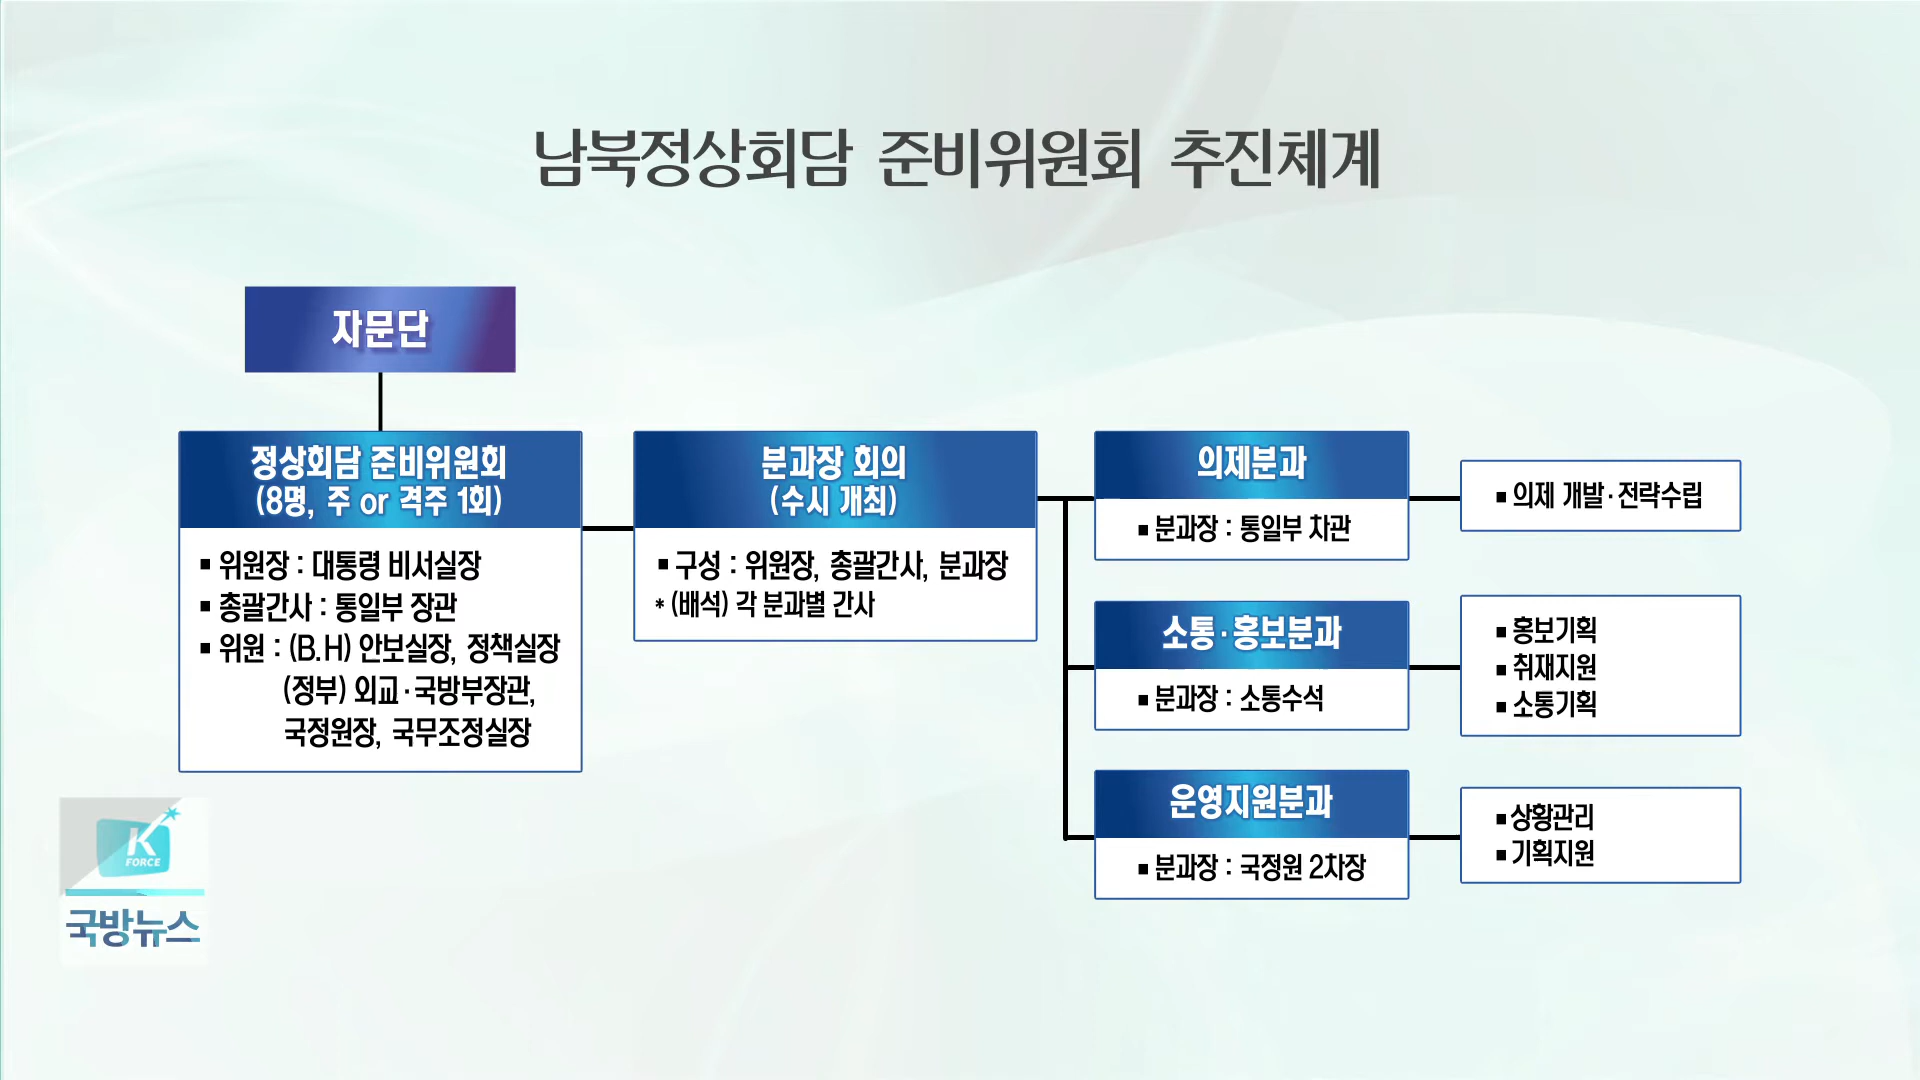 남북정상회담 준비위원회 추진체계
자문단
정상회담 준비위원회
(8명, 주 or 격주 1회)
▪ 위원장 : 대통령 비서실장
▪ 총괄간사 : 통일부 장관
▪ 위원 : (B.H) 안보실장, 정책실장
(정부) 외교·국방부장관,
국정원장, 국무조정실장
분과장 회의
(수시 개최)
▪ 구성 : 위원장, 총괄간사, 분과장
* (배석) 각 분과별 간사
의제분과
▪ 분과장 : 통일부 차관
▪ 의제 개발·전략수립
소통·홍보분과
▪ 분과장 : 소통수석
▪ 홍보기획
▪ 취재지원
▪ 소통기획
운영지원분과
▪ 분과장 : 국정원 2차장
▪ 상황관리
▪ 기획지원
K
FORCE
국방뉴스